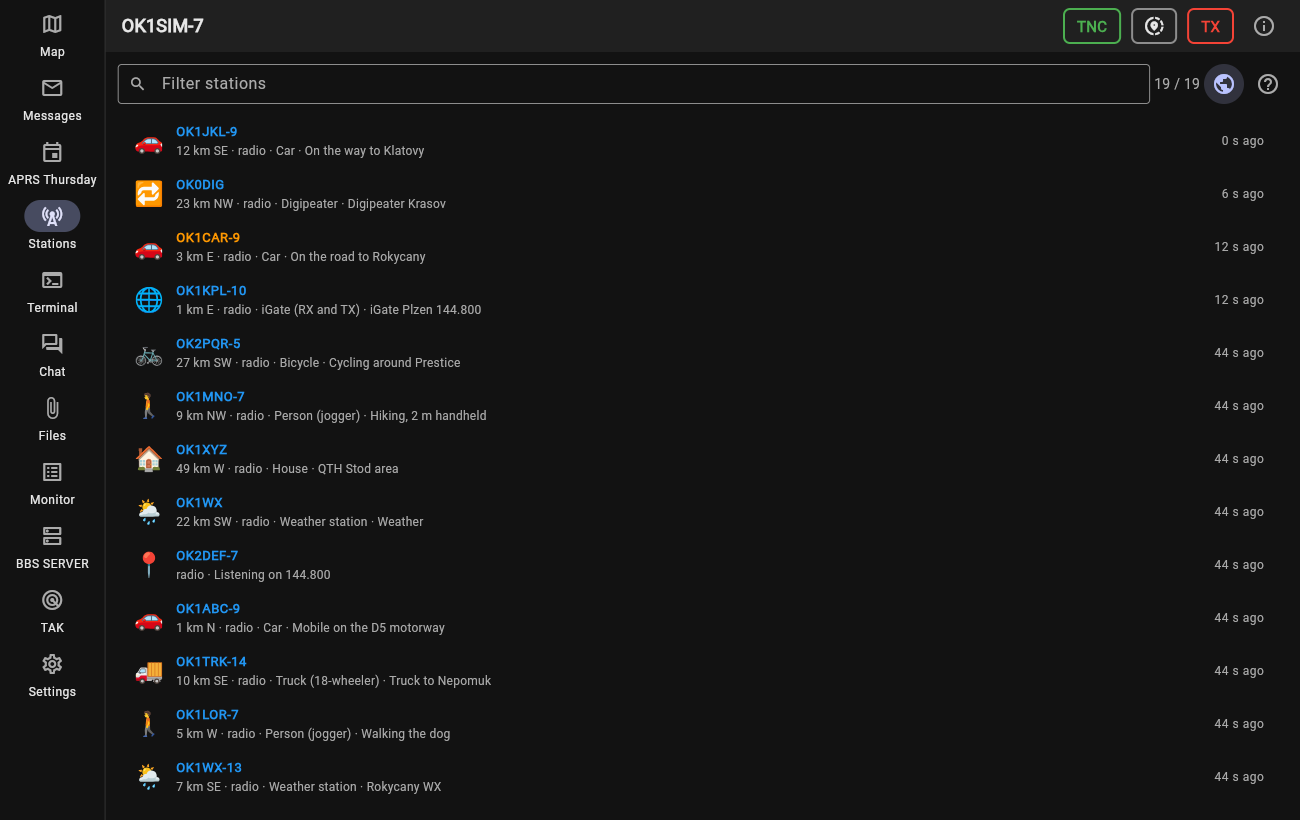 OK1SIM-7
TNC
TX
Map
Messages
APRS Thursday
Stations
Terminal
Chat
Files
Monitor
BBS SERVER
TAK
Settings
Filter stations
19 / 19
OK1JKL-9
12 km SE · radio · Car · On the way to Klatovy
0 s ago
OK0DIG
23 km NW · radio · Digipeater · Digipeater Krasov
6 s ago
OK1CAR-9
3 km E · radio · Car · On the road to Rokycany
12 s ago
OK1KPL-10
1 km E · radio · iGate (RX and TX) · iGate Plzen 144.800
12 s ago
OK2PQR-5
27 km SW · radio · Bicycle · Cycling around Prestice
44 s ago
OK1MNO-7
9 km NW · radio · Person (jogger) · Hiking, 2 m handheld
44 s ago
OK1XYZ
49 km W · radio · House · QTH Stod area
44 s ago
OK1WX
22 km SW · radio · Weather station · Weather
44 s ago
OK2DEF-7
radio · Listening on 144.800
44 s ago
OK1ABC-9
1 km N · radio · Car · Mobile on the D5 motorway
44 s ago
OK1TRK-14
10 km SE · radio · Truck (18-wheeler) · Truck to Nepomuk
44 s ago
OK1LOR-7
5 km W · radio · Person (jogger) · Walking the dog
44 s ago
OK1WX-13
7 km SE · radio · Weather station · Rokycany WX
44 s ago